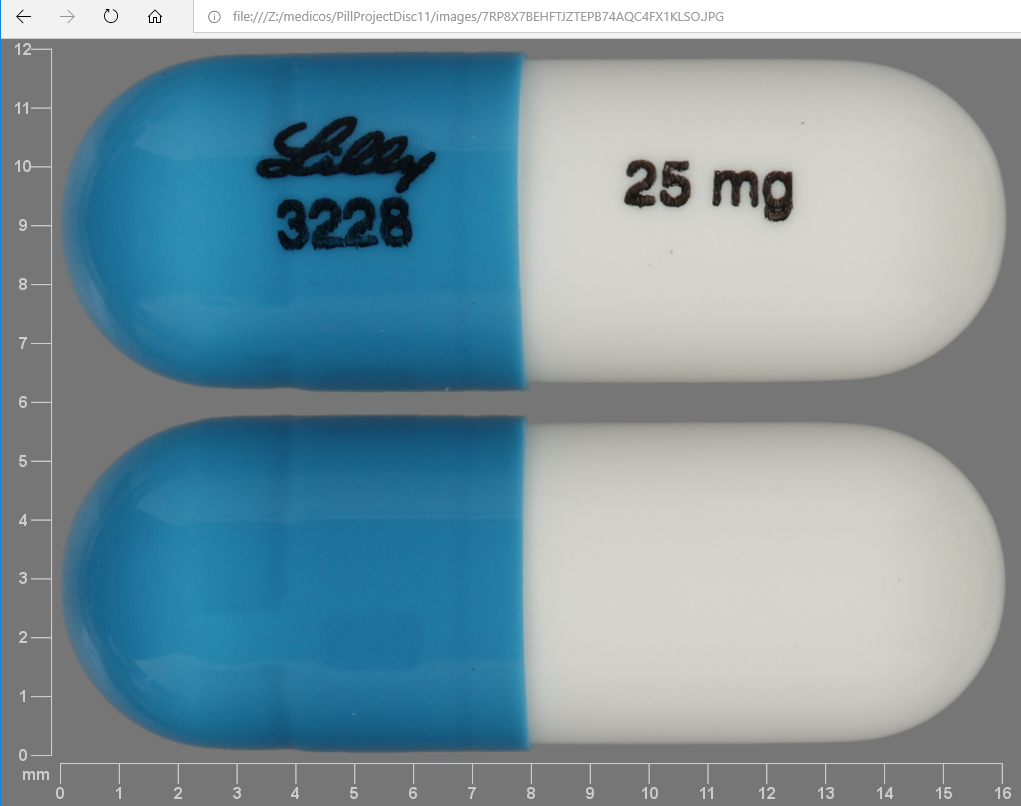 file:///Z:/medicos/PillProjectDisc11/images/7RP8X7BEHFTJZTEPB74AQC4FX1KLSO.JPG
12
11
10
9
8
7
6
5
4
3
2
1
0
mm
Lilly
3228
25 mg
0 1 2 3 4 5 6 7 8 9 10 11 12 13 14 15 16